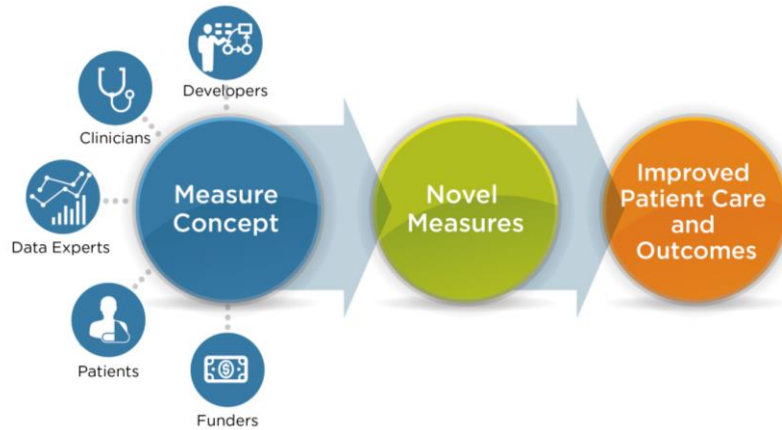 Developers
Clinicians
Data Experts
Patients
Funders
Measure
Concept
Novel
Measures
Improved
Patient Care
and
Outcomes